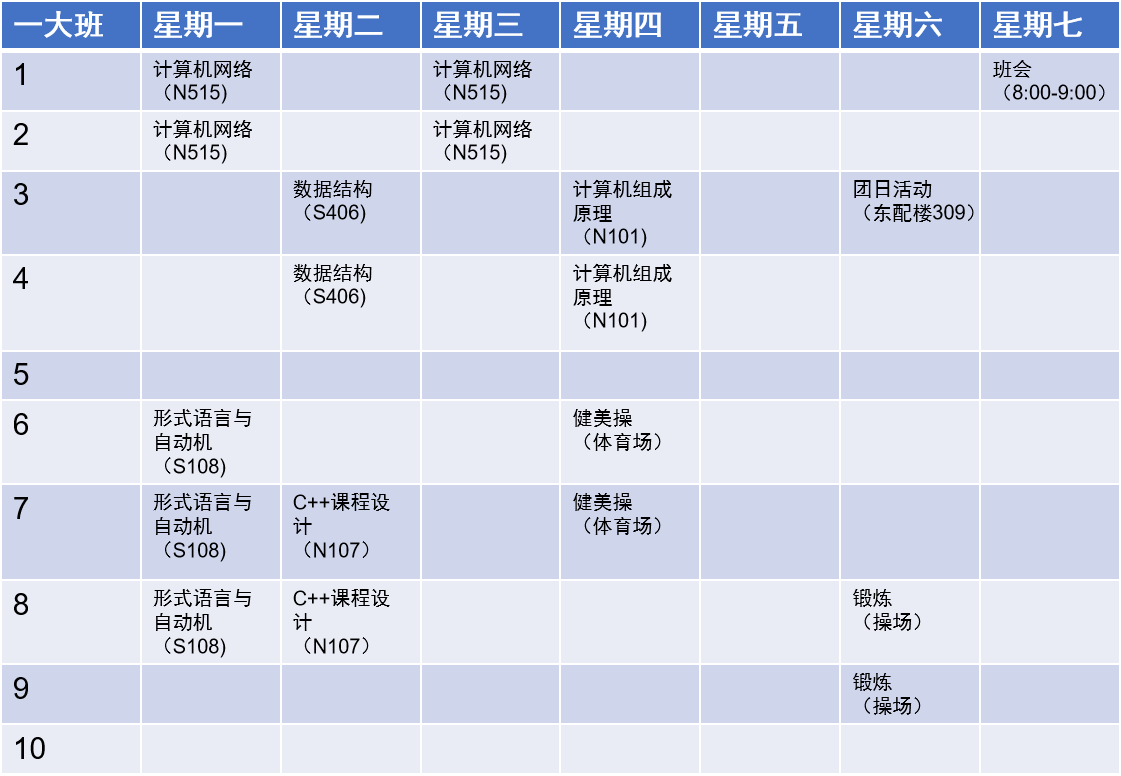 一大班 星期一 星期二 星期三 星期四 星期五 星期六 星期七
1 计算机网络 计算机网络 班会
（N515) （N515) （8:00-9:00）
2 计算机网络 计算机网络
（N515) （N515)
3 数据结构 计算机组成 团日活动
（S406) 原理 （东配楼309）
（N101)
4 数据结构 计算机组成
（S406) 原理
（N101)
5
6 形式语言与 健美操
自动机 （体育场）
（S108)
7 形式语言与 C++课程设 健美操
自动机 计 （体育场）
（S108) （N107）
8 形式语言与 C++课程设 锻炼
自动机 计 （操场）
（S108) （N107）
9 锻炼
（操场）
10